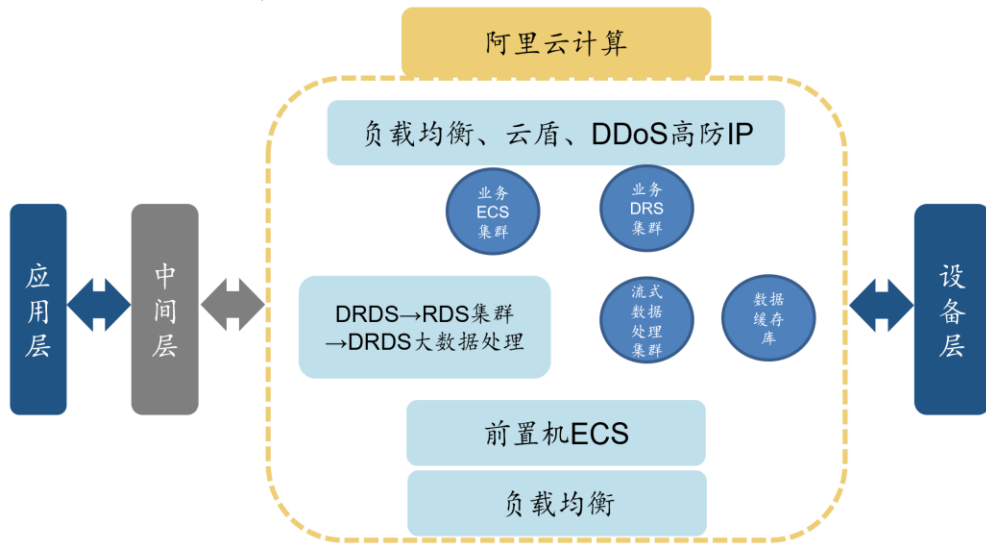 阿里云计算
负载均衡、云盾、DDoS高防IP
业务
ECS
集群
业务
DRS
集群
应用层
中间层
DRDS→RDS集群
→DRDS大数据处理
流式
数据
处理
集群
数据
缓存
库
设备层
前置机ECS
负载均衡